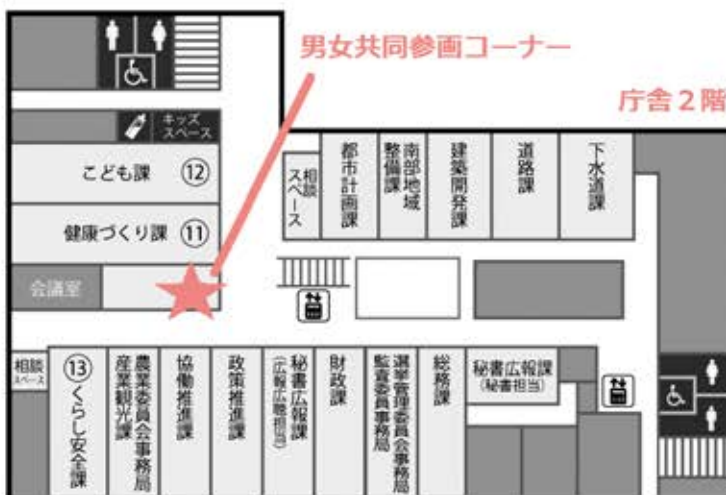 男女共同参画コーナー
庁舎2階
キッズ
スペース
こども課 ⑫
健康づくり課 ⑪
会議室
相談
スペース
都市計画課
南部地域
整備課
建築開発課
道路課
下水道課
相談
スペース
⑬くらし安全課
農業委員会事務局
産業観光課
協働推進課
政策推進課
秘書広報課
(広報広聴担当)
財政課
選挙管理委員会事務局
監査委員事務局
総務課
秘書広報課
(秘書担当)